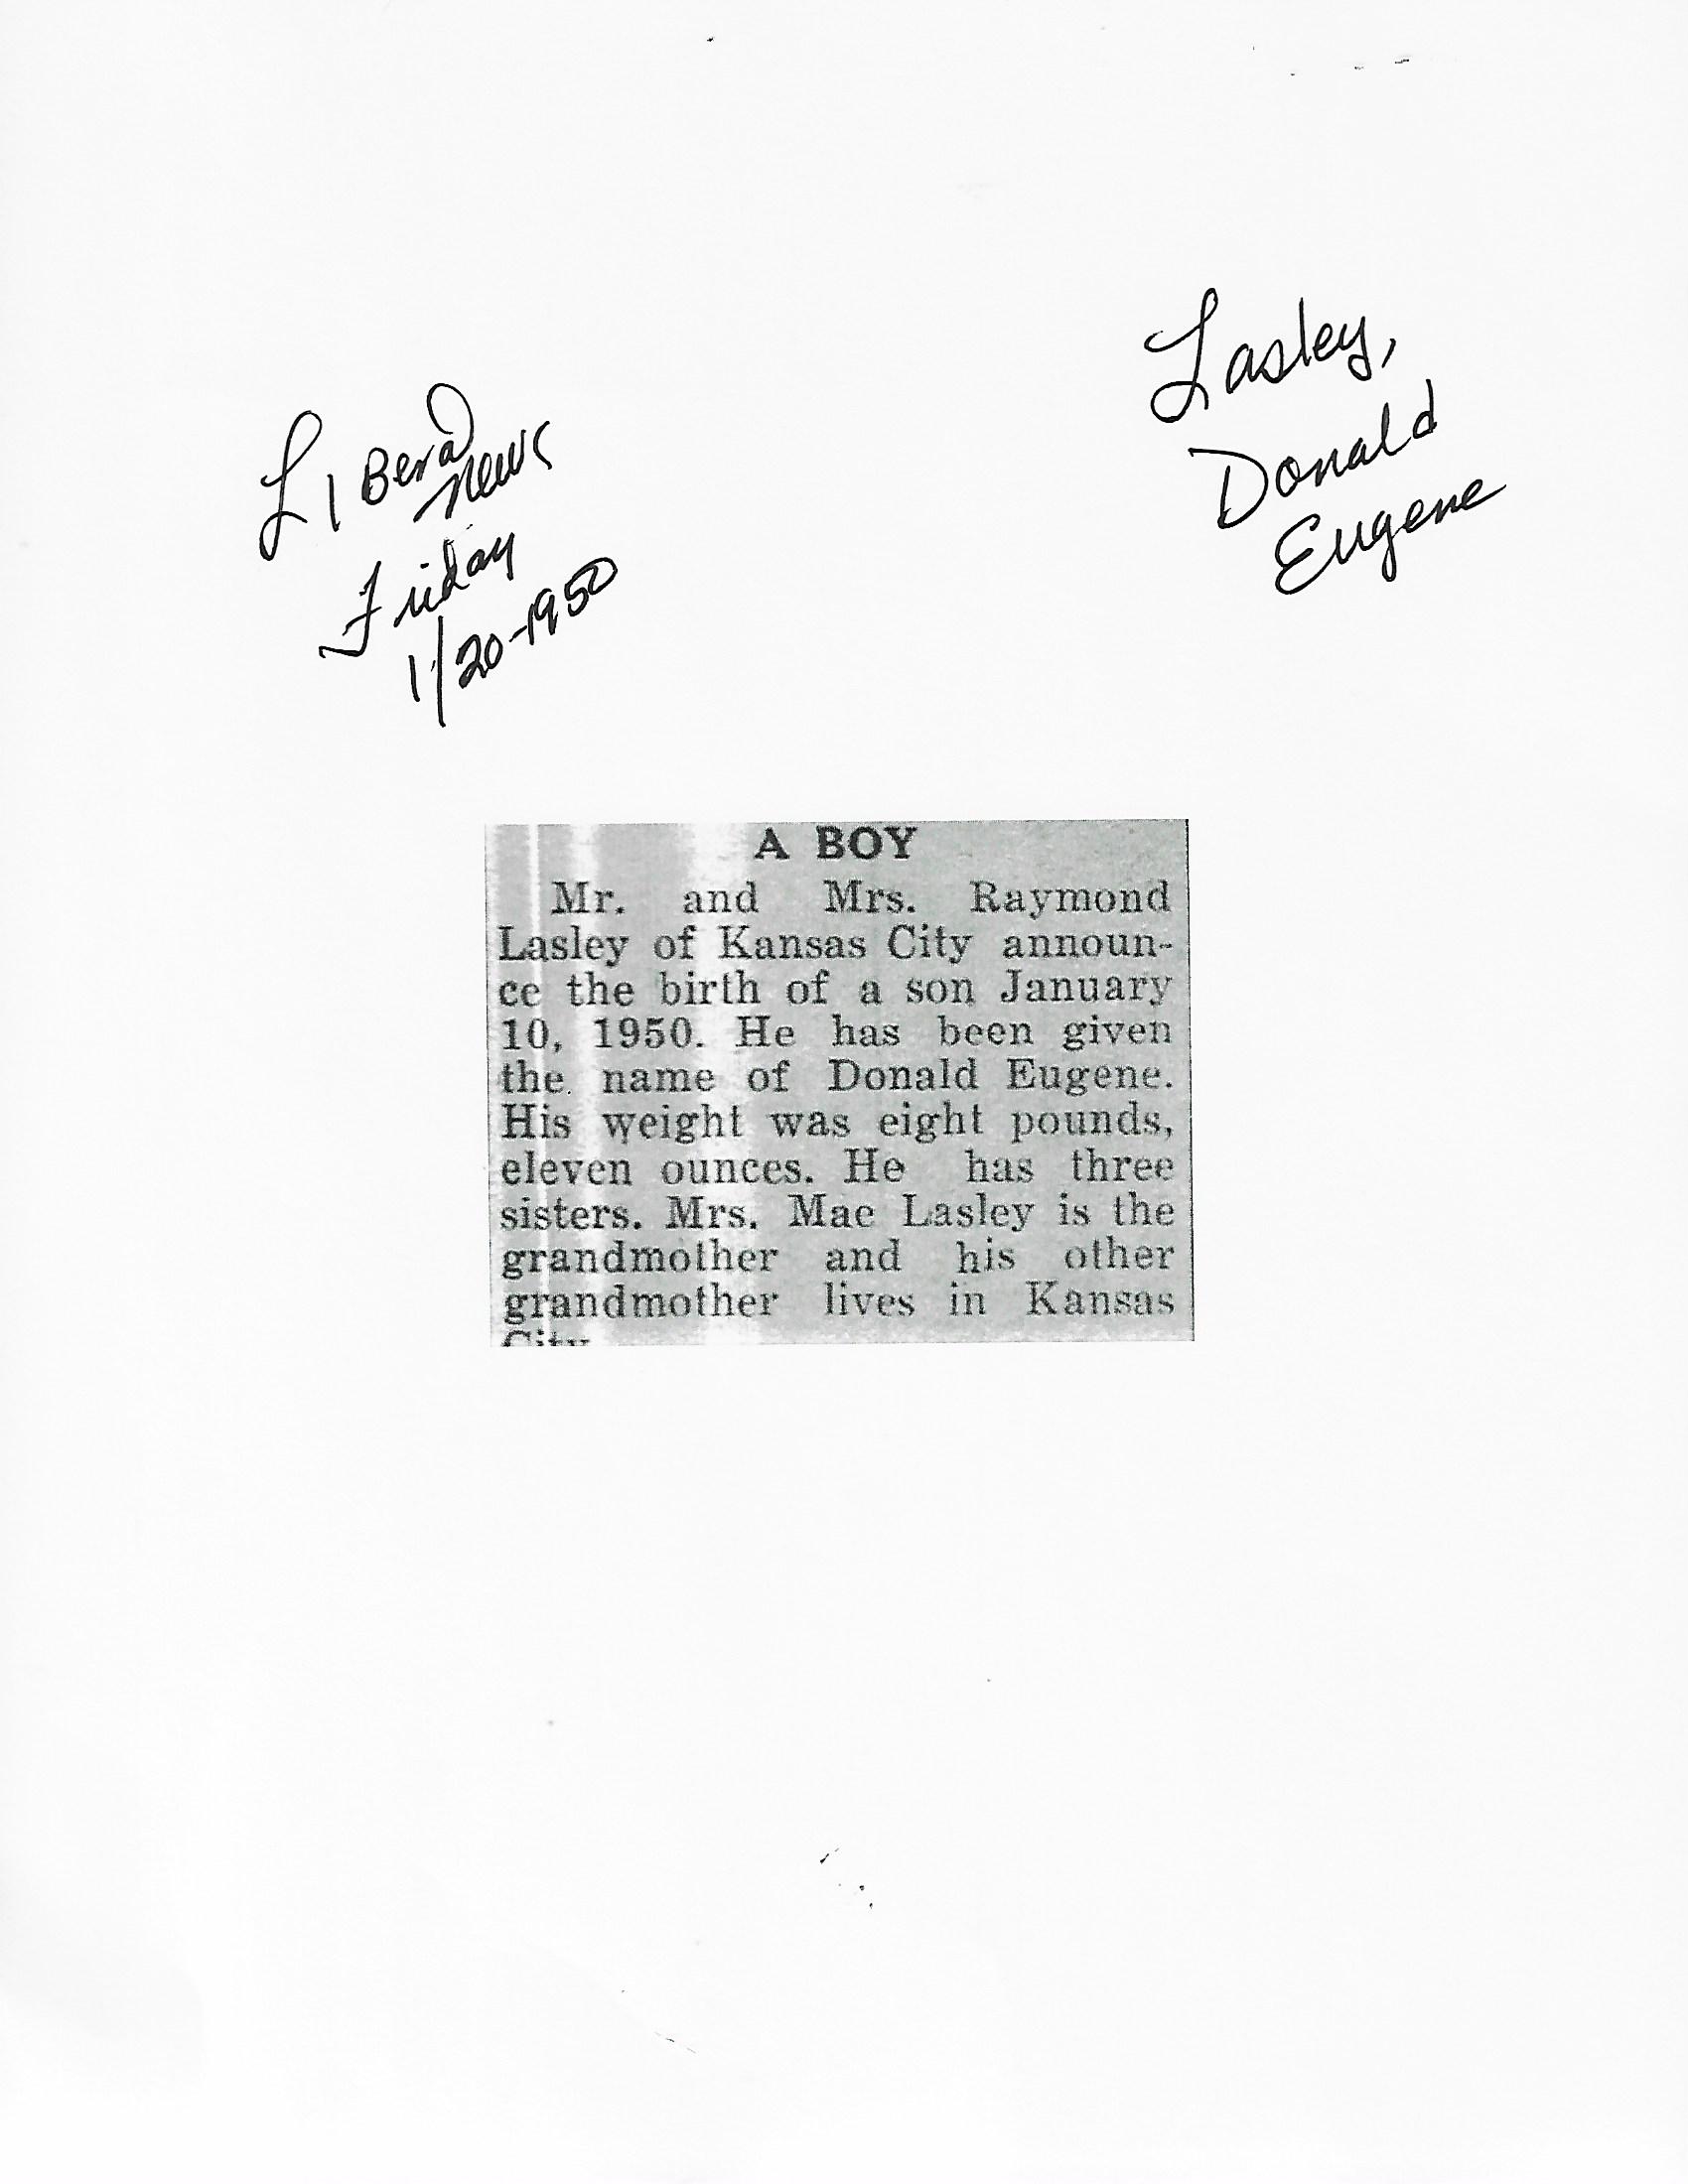 Lasley,
Donald
Eugene
LiBeral
News
Friday
1/20-1950
A BOY
Mr. and Mrs. Raymond
Lasley of Kansas City announ-
ce the birth of a son January
10, 1950. He has been given
the name of Donald Eugene.
His weight was eight pounds,
eleven ounces. He has three
sisters. Mrs. Mae Lasley is the
grandmother and his other
grandmother lives in Kansas
City